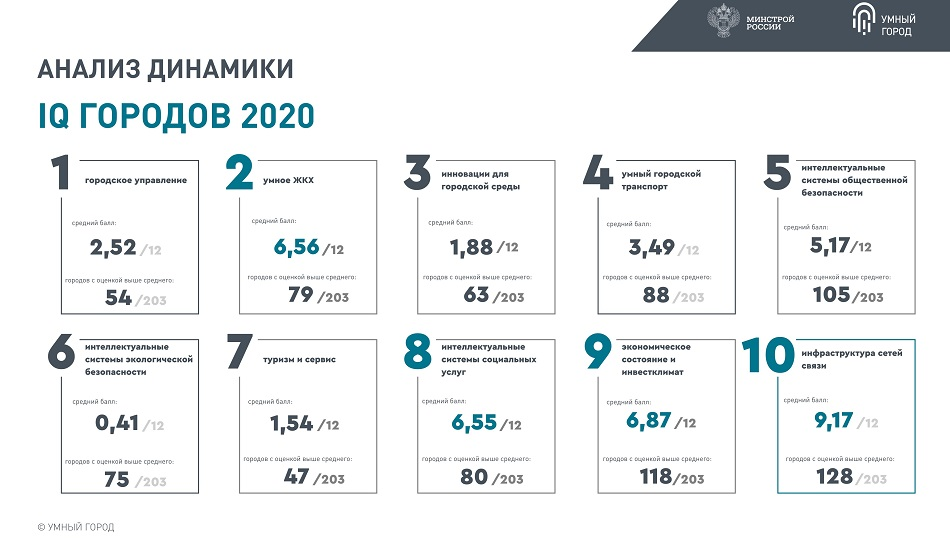 МИНСТРОЙ
РОССИИ
УМНЫЙ
ГОРОД
АНАЛИЗ ДИНАМИКИ
IQ ГОРОДОВ 2020
1
городское управление
средний балл:
2,52 /12
городов с оценкой выше среднего:
54 /203
2
умное ЖКХ
средний балл:
6,56 /12
городов с оценкой выше среднего:
79 /203
3
инновации для
городской среды
средний балл:
1,88 /12
городов с оценкой выше среднего:
63 /203
4
умный городской
транспорт
средний балл:
3,49 /12
городов с оценкой выше среднего:
88 /203
5
интеллектуальные
системы общественной
безопасности
средний балл:
5,17/12
городов с оценкой выше среднего:
105 /203
6
интеллектуальные
системы экологической
безопасности
средний балл:
0,41 /12
городов с оценкой выше среднего:
75 /203
7
туризм и сервис
средний балл:
1,54 /12
городов с оценкой выше среднего:
47 /203
8
интеллектуальные
системы социальных
услуг
средний балл:
6,55 /12
городов с оценкой выше среднего:
80 /203
9
экономическое
состояние и
инвестклимат
средний балл:
6,87 /12
городов с оценкой выше среднего:
118/203
10
инфраструктура сетей
связи
средний балл:
9,17 /12
городов с оценкой выше среднего:
128 /203
© УМНЫЙ ГОРОД